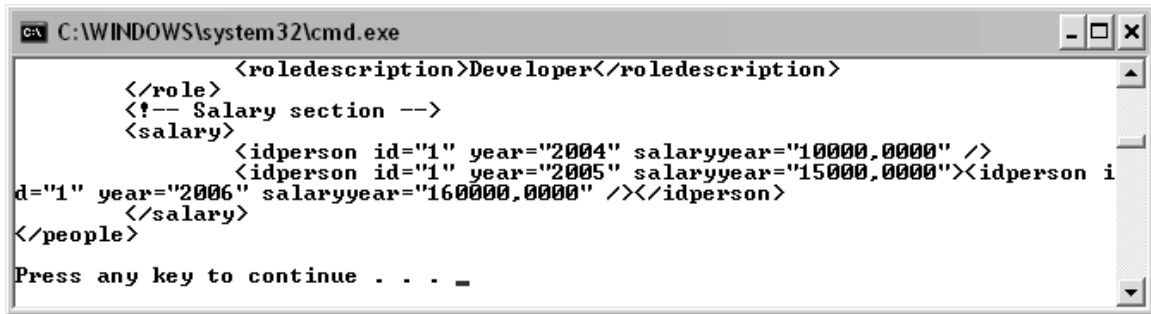 C:\WINDOWS\system32\cmd.exe
<roledescription>Developer</roledescription>
</role>
<!-- Salary section -->
<salary>
<idperson id="1" year="2004" salaryyear="10000,0000" />
<idperson id="1" year="2005" salaryyear="15000,0000"><idperson i
d="1" year="2006" salaryyear="160000,0000" /></idperson>
</salary>
</people>
Press any key to continue . . . _